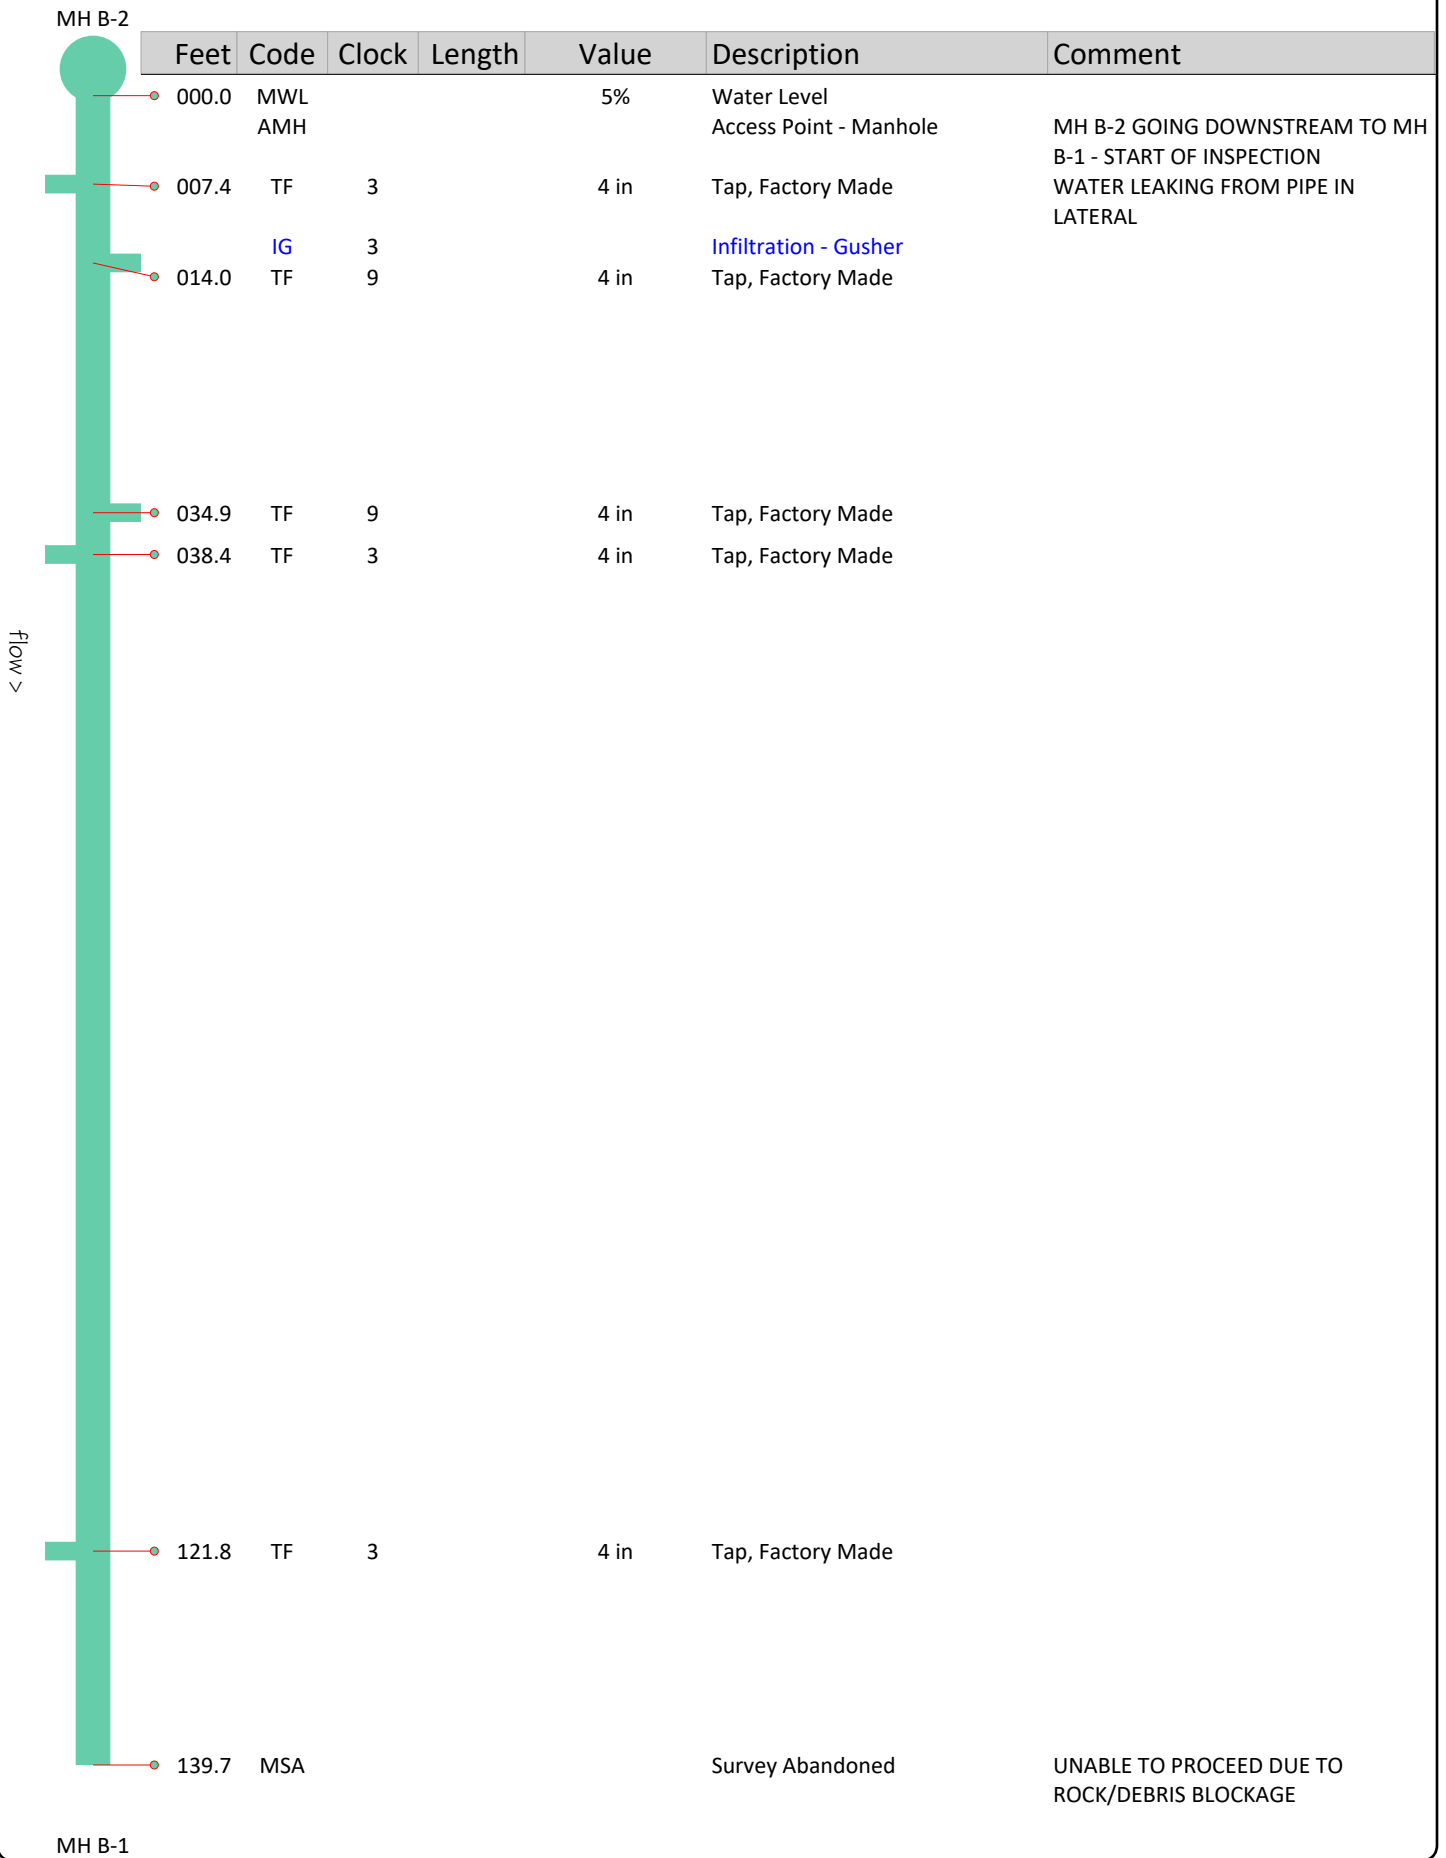 MH B-2
Feet Code Clock Length Value Description Comment
000.0 MWL 5% Water Level
AMH Access Point - Manhole MH B-2 GOING DOWNSTREAM TO MH
B-1 - START OF INSPECTION
007.4 TF 3 4 in Tap, Factory Made WATER LEAKING FROM PIPE IN
LATERAL
IG 3 Infiltration - Gusher
014.0 TF 9 4 in Tap, Factory Made
034.9 TF 9 4 in Tap, Factory Made
038.4 TF 3 4 in Tap, Factory Made
flow >
121.8 TF 3 4 in Tap, Factory Made
139.7 MSA Survey Abandoned UNABLE TO PROCEED DUE TO
ROCK/DEBRIS BLOCKAGE
MH B-1